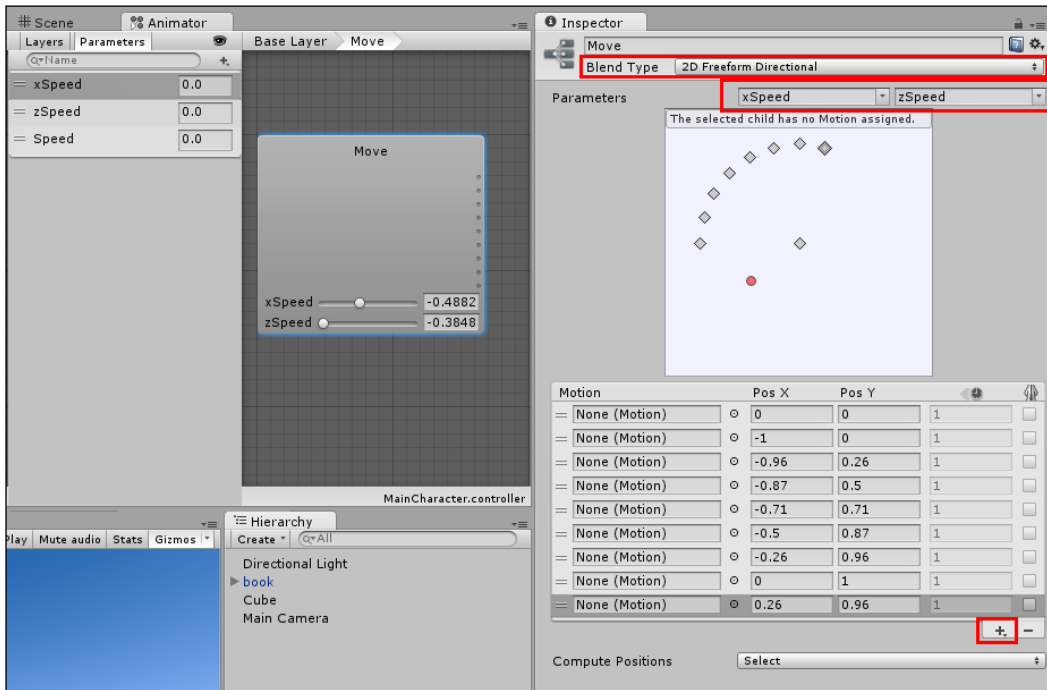 Scene
Animator
Layers
Parameters
Name
xSpeed 0.0
zSpeed 0.0
Speed 0.0
Base Layer
Move
Move
xSpeed -0.4882
zSpeed -0.3848
MainCharacter.controller
Play
Mute audio
Stats
Gizmos
Hierarchy
Create
All
Directional Light
book
Cube
Main Camera
Inspector
Move
Blend Type 2D Freeform Directional
Parameters xSpeed zSpeed
The selected child has no Motion assigned.
Motion Pos X Pos Y
None (Motion) 0 0 1
None (Motion) -1 0 1
None (Motion) -0.96 0.26 1
None (Motion) -0.87 0.5 1
None (Motion) -0.71 0.71 1
None (Motion) -0.5 0.87 1
None (Motion) -0.26 0.96 1
None (Motion) 0 1 1
None (Motion) 0.26 0.96 1
Compute Positions Select